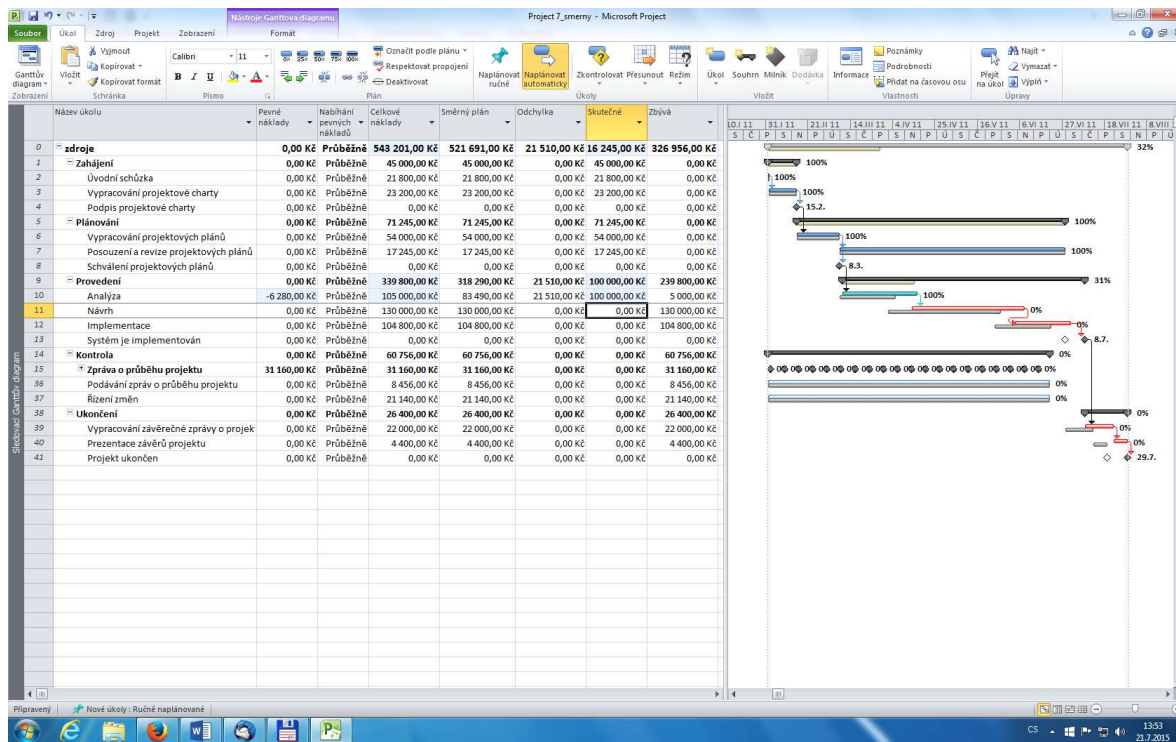 Nástroje Ganttova diagramu
Project 7_smerny - Microsoft Project
Soubor Úkol Zdroj Projekt Zobrazení Formát
Ganttův diagram
Zobrazení
Vložit
Vyjmout
Kopírovat
Kopírovat formát
Schránka
Calibri 11
B I U
Písmo
0% 25% 50% 75% 100%
Označit podle plánu
Respektovat propojení
Deaktivovat
Plán
Naplánovat ručně
Naplánovat automaticky
Zkontrolovat Přesunout Režim
Úkoly
Úkol Souhrn Milník Dodávka
Vložit
Informace
Poznámky
Podrobnosti
Přidat na časovou osu
Vlastnosti
Přejít na úkol
Najít
Vymazat
Výplň
Úpravy
Název úkolu Pevné náklady Nabíhání pevných nákladů Celkové náklady Směrný plán Odchylka Skutečné Zbývá
10.I 11 31.I 11 21.II 11 14.III 11 4.IV 11 25.IV 11 16.V 11 6.VI 11 27.VI 11 18.VII 11 8.VIII
S Č P S N P Ú S Č P S N P Ú S Č P S N P Ú S Č P S N P Ú
0 zdroje 0,00 Kč Průběžně 543 201,00 Kč 521 691,00 Kč 21 510,00 Kč 16 245,00 Kč 326 956,00 Kč 32%
1 Zahájení 0,00 Kč Průběžně 45 000,00 Kč 45 000,00 Kč 0,00 Kč 45 000,00 Kč 0,00 Kč 100%
2 Úvodní schůzka 0,00 Kč Průběžně 21 800,00 Kč 21 800,00 Kč 0,00 Kč 21 800,00 Kč 0,00 Kč 100%
3 Vypracování projektové charty 0,00 Kč Průběžně 23 200,00 Kč 23 200,00 Kč 0,00 Kč 23 200,00 Kč 0,00 Kč 100%
4 Podpis projektové charty 0,00 Kč Průběžně 0,00 Kč 0,00 Kč 0,00 Kč 0,00 Kč 0,00 Kč 15.2.
5 Plánování 0,00 Kč Průběžně 71 245,00 Kč 71 245,00 Kč 0,00 Kč 71 245,00 Kč 0,00 Kč 100%
6 Vypracování projektových plánů 0,00 Kč Průběžně 54 000,00 Kč 54 000,00 Kč 0,00 Kč 54 000,00 Kč 0,00 Kč 100%
7 Posouzení a revize projektových plánů 0,00 Kč Průběžně 17 245,00 Kč 17 245,00 Kč 0,00 Kč 17 245,00 Kč 0,00 Kč 100%
8 Schválení projektových plánů 0,00 Kč Průběžně 0,00 Kč 0,00 Kč 0,00 Kč 0,00 Kč 0,00 Kč 8.3.
9 Provedení 0,00 Kč Průběžně 339 800,00 Kč 318 290,00 Kč 21 510,00 Kč 100 000,00 Kč 239 800,00 Kč 31%
10 Analýza -6 280,00 Kč Průběžně 105 000,00 Kč 83 490,00 Kč 21 510,00 Kč 100 000,00 Kč 5 000,00 Kč 100%
11 Návrh 0,00 Kč Průběžně 130 000,00 Kč 130 000,00 Kč 0,00 Kč 0,00 Kč 130 000,00 Kč 0%
12 Implementace 0,00 Kč Průběžně 104 800,00 Kč 104 800,00 Kč 0,00 Kč 0,00 Kč 104 800,00 Kč 0%
13 Systém je implementován 0,00 Kč Průběžně 0,00 Kč 0,00 Kč 0,00 Kč 0,00 Kč 0,00 Kč 8.7.
14 Kontrola 0,00 Kč Průběžně 60 756,00 Kč 60 756,00 Kč 0,00 Kč 0,00 Kč 60 756,00 Kč 0%
15 Zpráva o průběhu projektu 31 160,00 Kč Průběžně 31 160,00 Kč 31 160,00 Kč 0,00 Kč 0,00 Kč 31 160,00 Kč 0%
36 Podávání zpráv o průběhu projektu 0,00 Kč Průběžně 8 456,00 Kč 8 456,00 Kč 0,00 Kč 0,00 Kč 8 456,00 Kč 0%
37 Řízení změn 0,00 Kč Průběžně 21 140,00 Kč 21 140,00 Kč 0,00 Kč 0,00 Kč 21 140,00 Kč 0%
38 Ukončení 0,00 Kč Průběžně 26 400,00 Kč 26 400,00 Kč 0,00 Kč 0,00 Kč 26 400,00 Kč 0%
39 Vypracování závěrečné zprávy o projek 0,00 Kč Průběžně 22 000,00 Kč 22 000,00 Kč 0,00 Kč 0,00 Kč 22 000,00 Kč 0%
40 Prezentace závěrů projektu 0,00 Kč Průběžně 4 400,00 Kč 4 400,00 Kč 0,00 Kč 0,00 Kč 4 400,00 Kč 0%
41 Projekt ukončen 0,00 Kč Průběžně 0,00 Kč 0,00 Kč 0,00 Kč 0,00 Kč 0,00 Kč 29.7.
Sledovací Ganttův diagram
Připravený Nové úkoly : Ručně naplánované
CS 13:53
21.7.2015